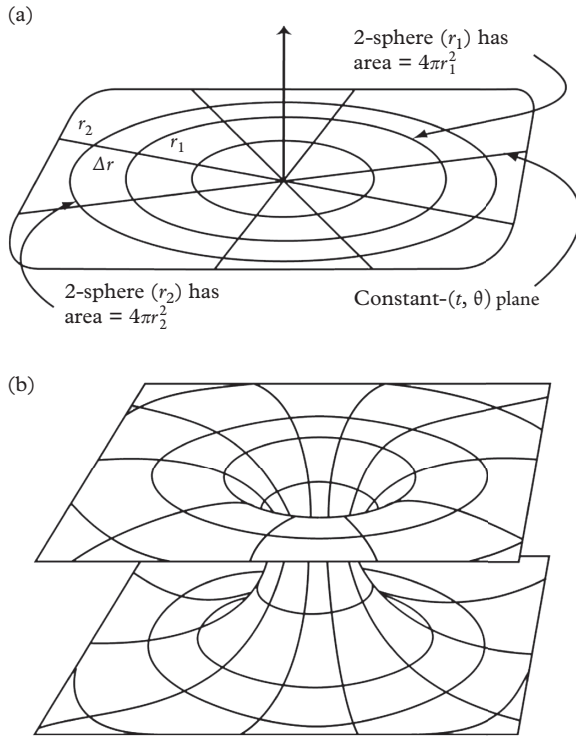 (a)
2-sphere (r₁) has
area = 4πr₁²
r₂
r₁
Δr
2-sphere (r₂) has
area = 4πr₂²
Constant-(t, θ) plane
(b)